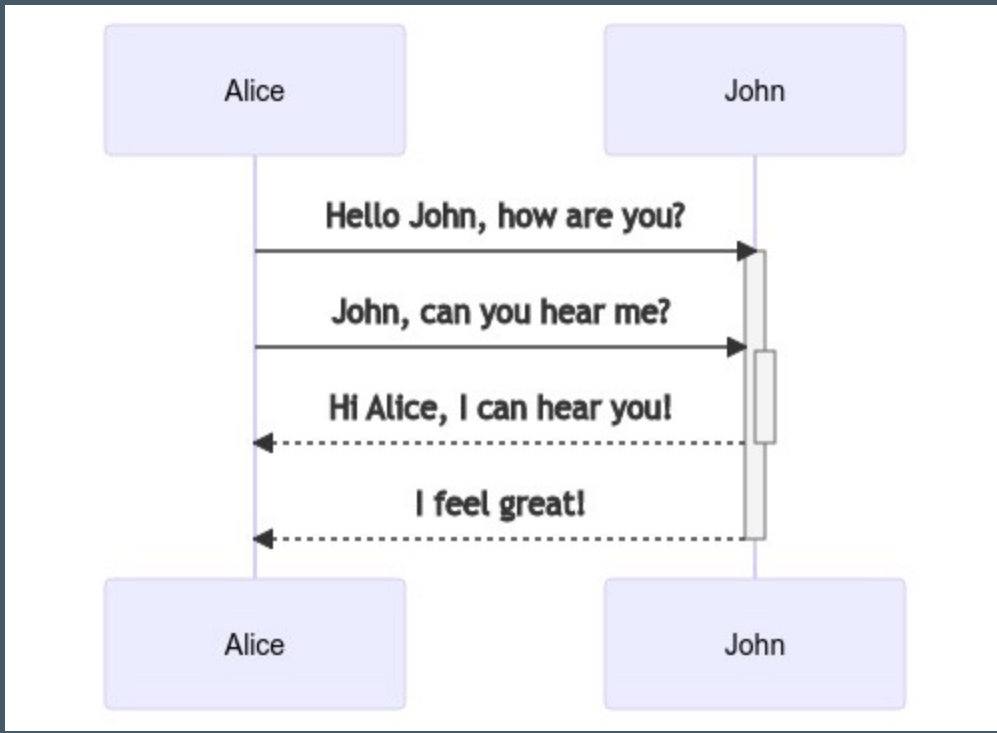 Alice
John
Hello John, how are you?
John, can you hear me?
Hi Alice, I can hear you!
I feel great!
Alice
John